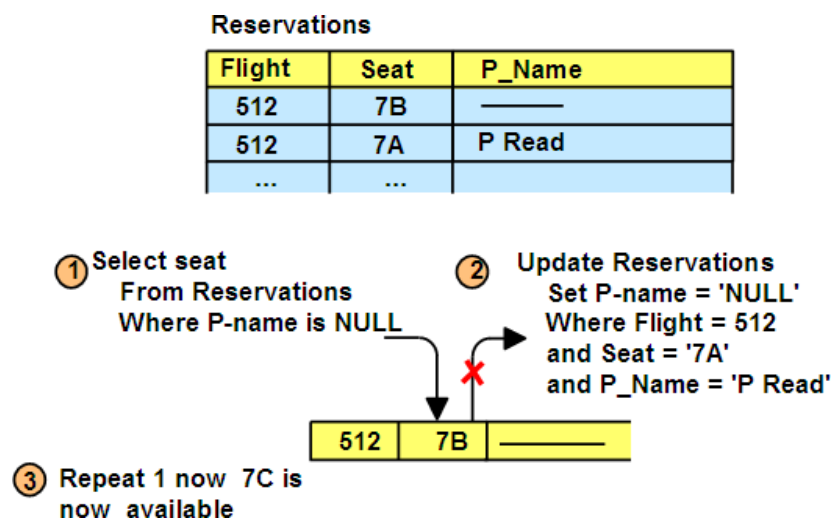 Reservations
Flight Seat P_Name
512 7B
512 7A P Read
... ...
1 Select seat
From Reservations
Where P-name is NULL
2 Update Reservations
Set P-name = 'NULL'
Where Flight = 512
and Seat = '7A'
and P_Name = 'P Read'
512 7B
3 Repeat 1 now 7C is
now available